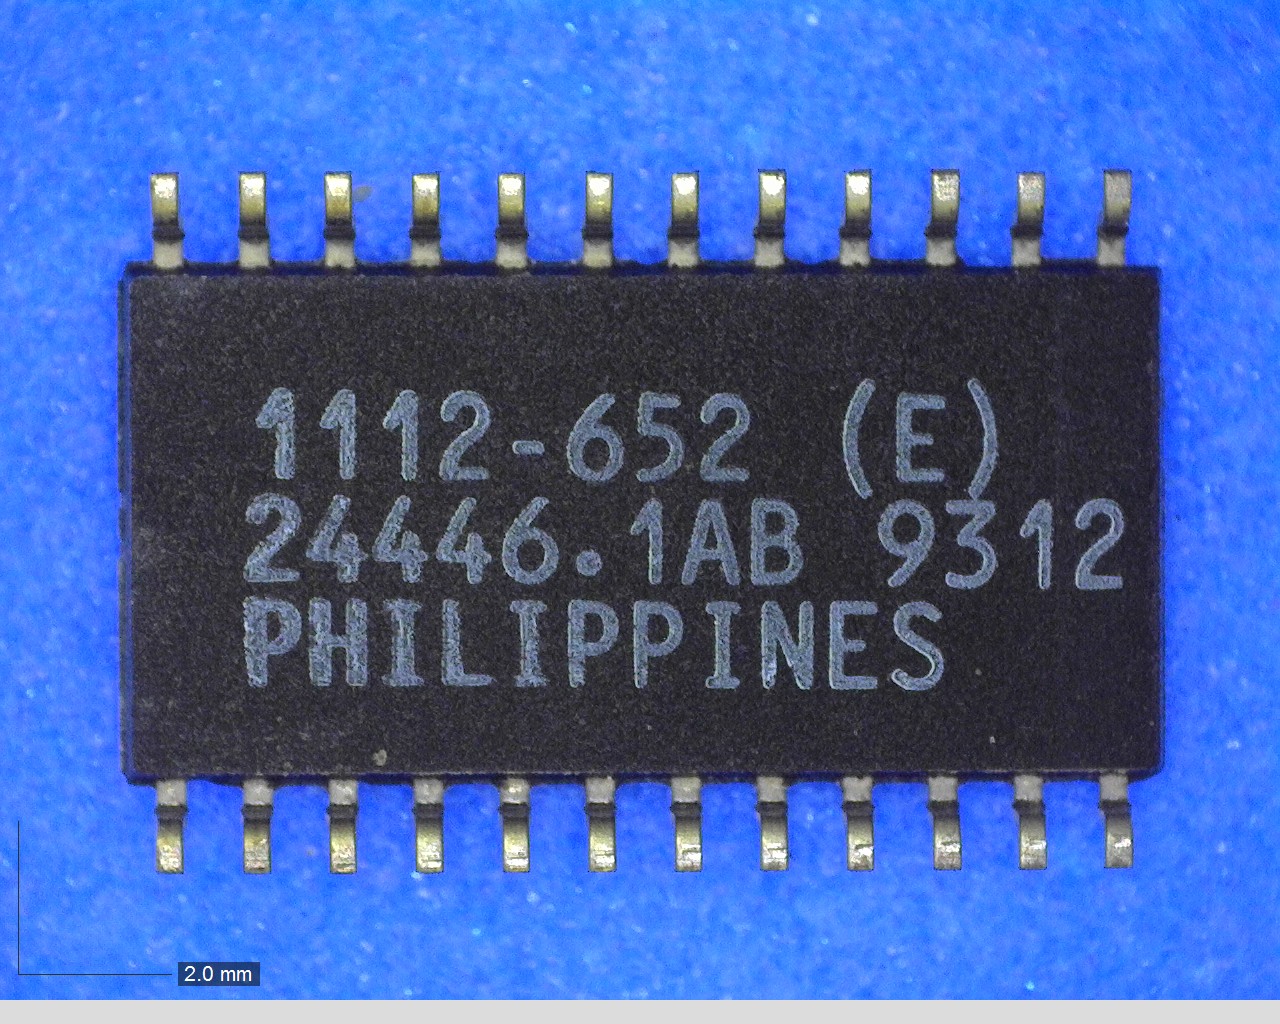 1112-652 (E)
24446.1AB 9312
PHILIPPINES
2.0 mm